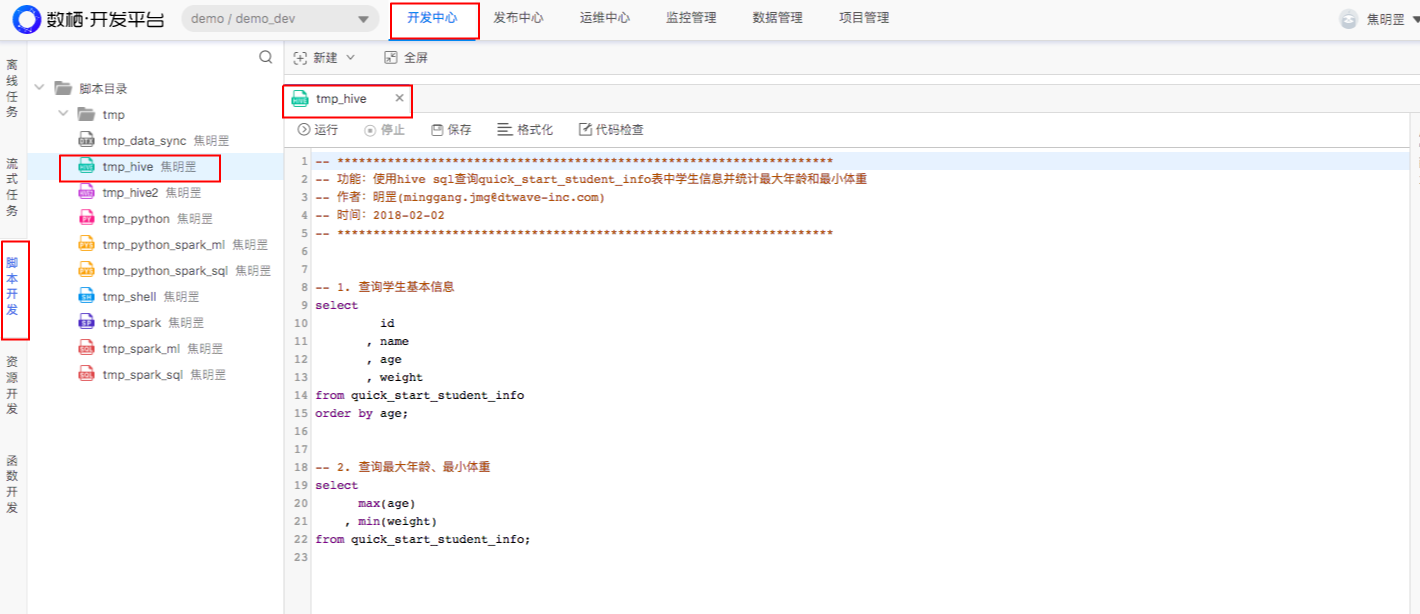 数栖·开发平台 demo / demo_dev 开发中心 发布中心 运维中心 监控管理 数据管理 项目管理 焦明罡
离线任务
流式任务
脚本开发
资源开发
函数开发
脚本目录
tmp
tmp_data_sync 焦明罡
tmp_hive 焦明罡
tmp_hive2 焦明罡
tmp_python 焦明罡
tmp_python_spark_ml 焦明罡
tmp_python_spark_sql 焦明罡
tmp_shell 焦明罡
tmp_spark 焦明罡
tmp_spark_ml 焦明罡
tmp_spark_sql 焦明罡
新建 全屏
tmp_hive ×
运行 停止 保存 格式化 代码检查
1 -- *********************************************************************
2 -- 功能：使用hive sql查询quick_start_student_info表中学生信息并统计最大年龄和最小体重
3 -- 作者：明罡(minggang.jmg@dtwave-inc.com)
4 -- 时间：2018-02-02
5 -- *********************************************************************
6
7
8 -- 1. 查询学生基本信息
9 select
10 id
11 , name
12 , age
13 , weight
14 from quick_start_student_info
15 order by age;
16
17
18 -- 2. 查询最大年龄、最小体重
19 select
20 max(age)
21 , min(weight)
22 from quick_start_student_info;
23